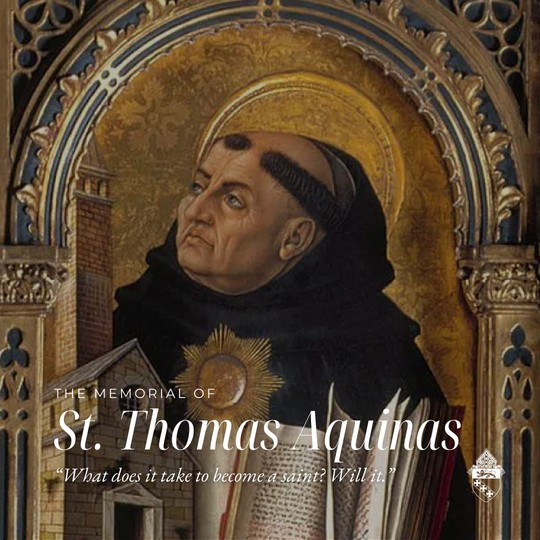 THE MEMORIAL OF
St. Thomas Aquinas
“What does it take to become a saint? Will it.”